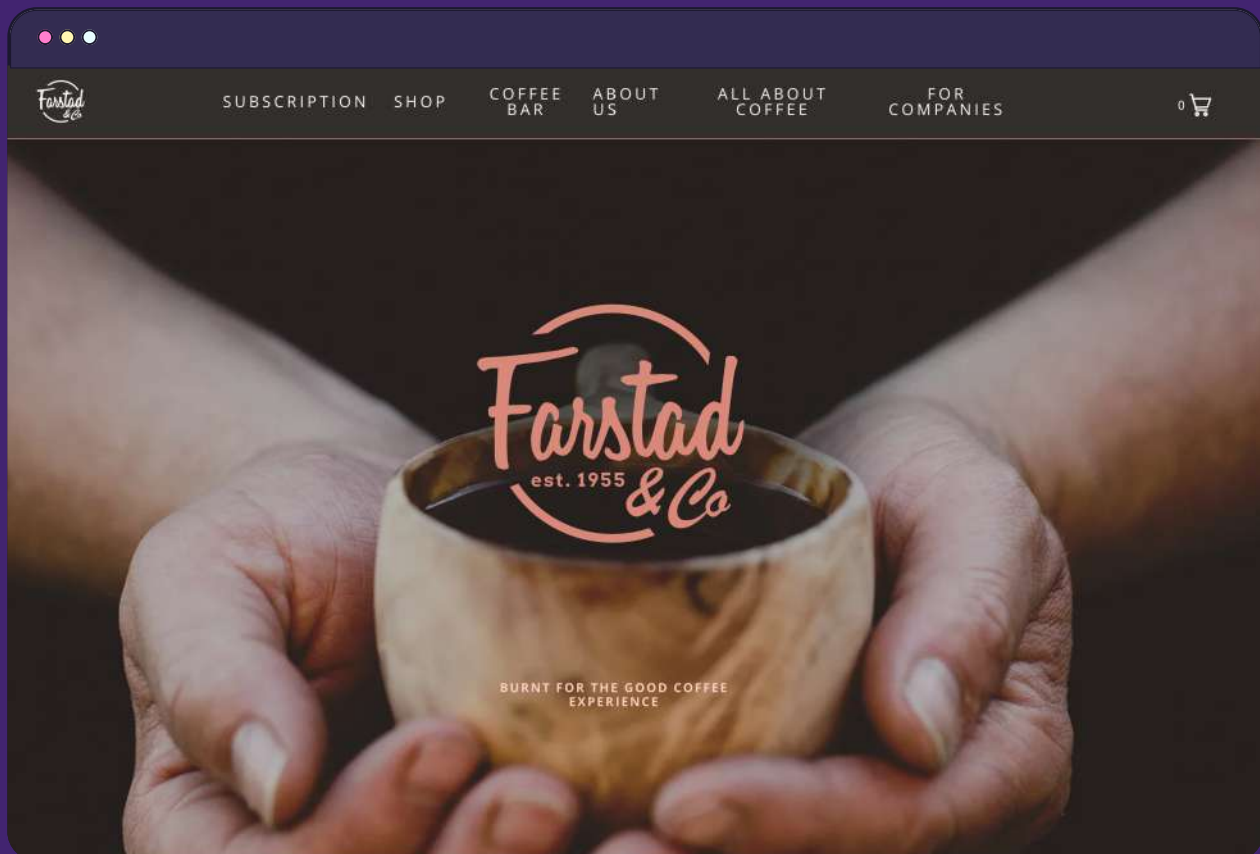 Farstad
& Co
SUBSCRIPTION
SHOP
COFFEE
BAR
ABOUT
US
ALL ABOUT
COFFEE
FOR
COMPANIES
0
Farstad
est. 1955
& Co
BURNT FOR THE GOOD COFFEE
EXPERIENCE